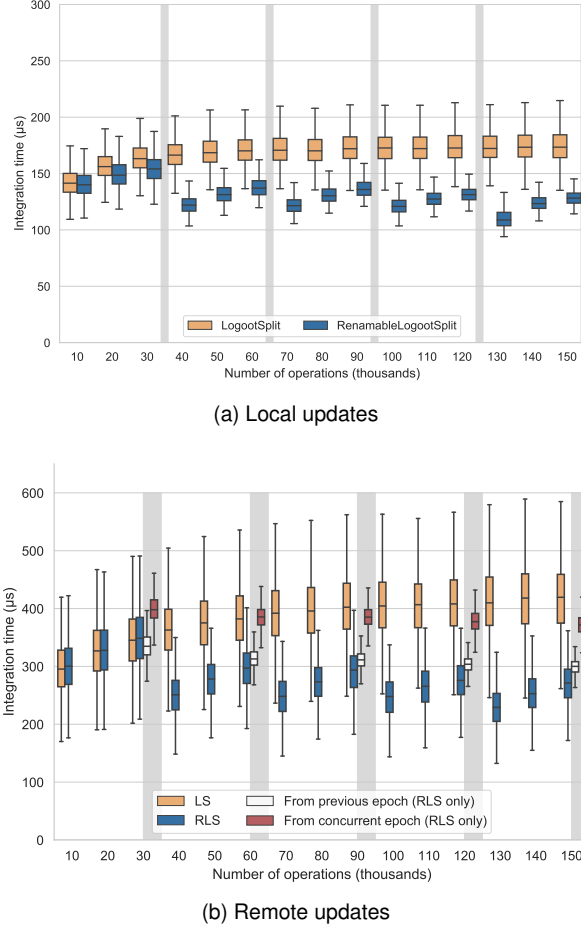 300
250
200
150
100
50
0
Integration time (μs)
LogootSplit RenamableLogootSplit
10 20 30 40 50 60 70 80 90 100 110 120 130 140 150
Number of operations (thousands)
(a) Local updates
600
500
400
300
200
100
0
Integration time (μs)
LS From previous epoch (RLS only)
RLS From concurrent epoch (RLS only)
10 20 30 40 50 60 70 80 90 100 110 120 130 140 150
Number of operations (thousands)
(b) Remote updates